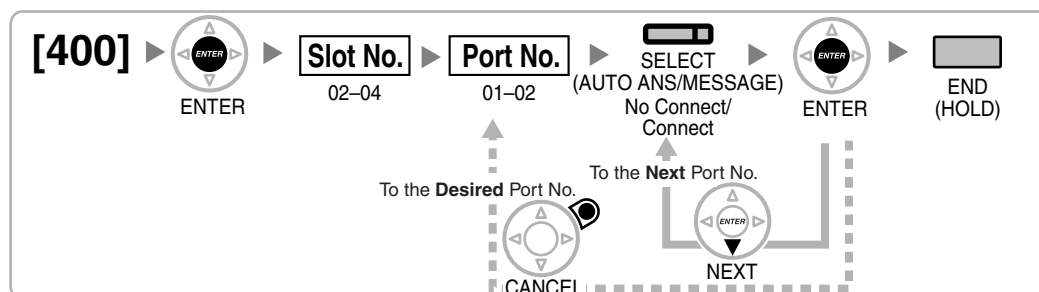 [400]
ENTER
ENTER
Slot No.
02–04
Port No.
01–02
SELECT
(AUTO ANS/MESSAGE)
No Connect/
Connect
ENTER
ENTER
END
(HOLD)
To the Desired Port No.
CANCEL
To the Next Port No.
ENTER
NEXT